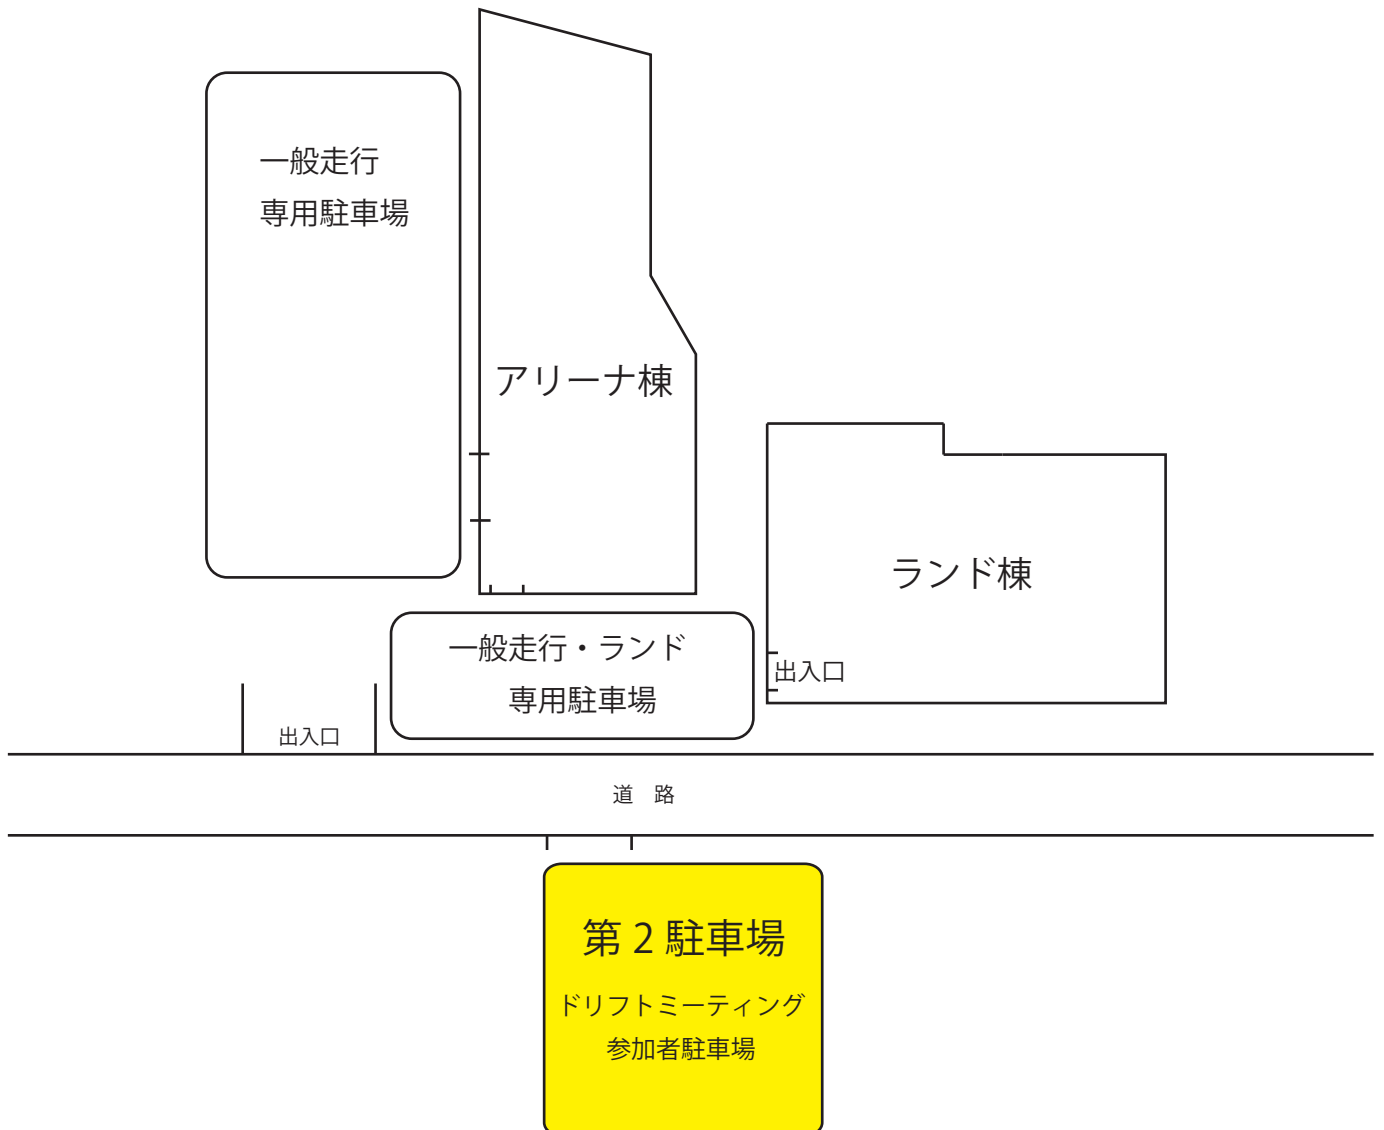 一般走行
専用駐車場
アリーナ棟
ランド棟
一般走行・ランド
専用駐車場
出入口
出入口
道　路
第 2 駐車場
ドリフトミーティング
参加者駐車場